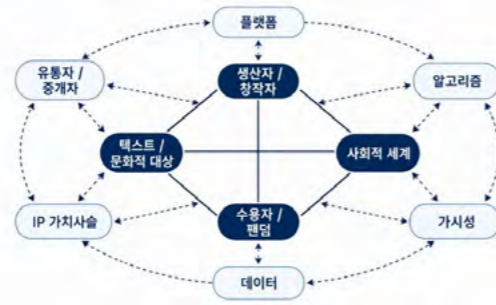 플랫폼
유통자 /
중개자
생산자 /
창작자
알고리즘
텍스트 /
문화적 대상
사회적 세계
IP 가치사슬
수용자 /
팬덤
가시성
데이터